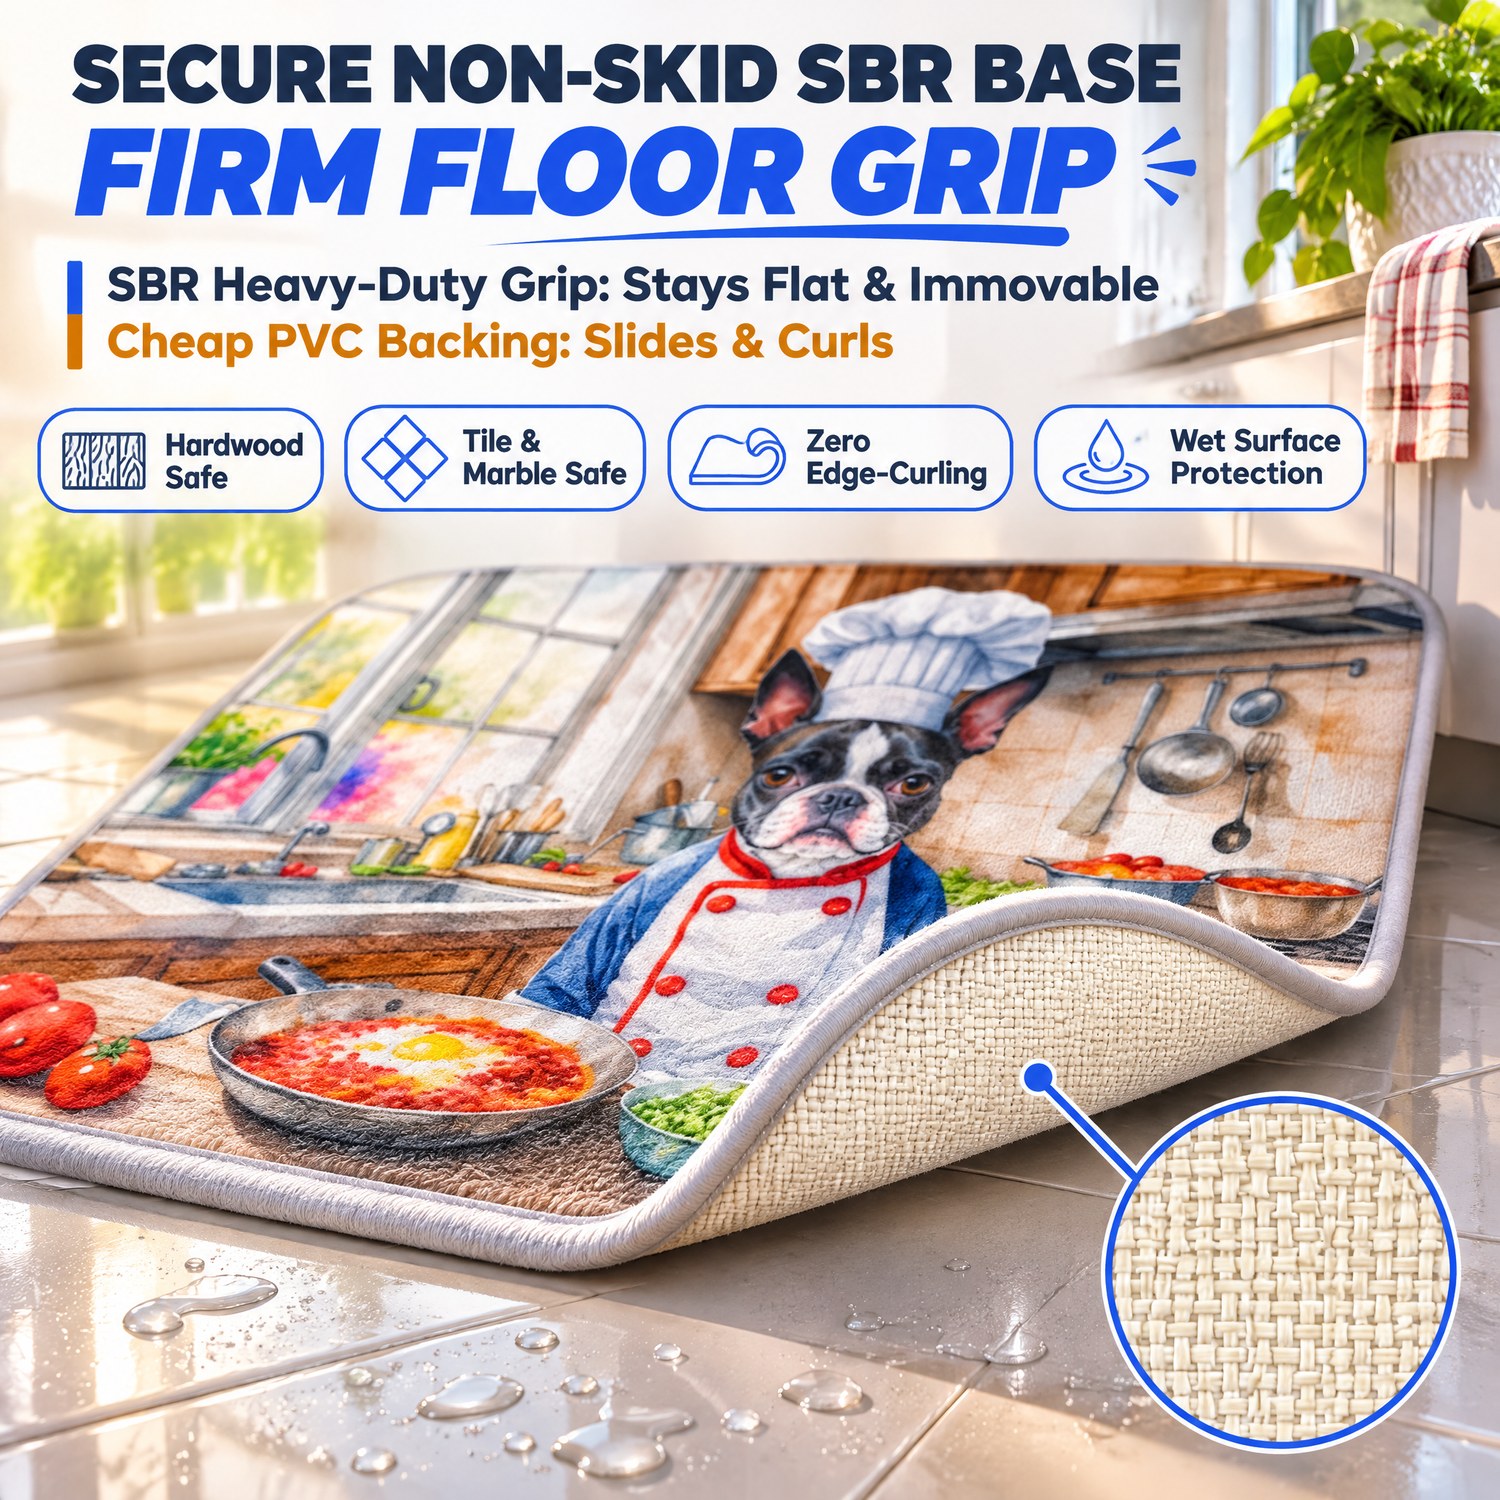 SECURE NON-SKID SBR BASE
FIRM FLOOR GRIP
SBR Heavy-Duty Grip: Stays Flat & Immovable
Cheap PVC Backing: Slides & Curls
Hardwood
Safe
Tile &
Marble Safe
Zero
Edge-Curling
Wet Surface
Protection